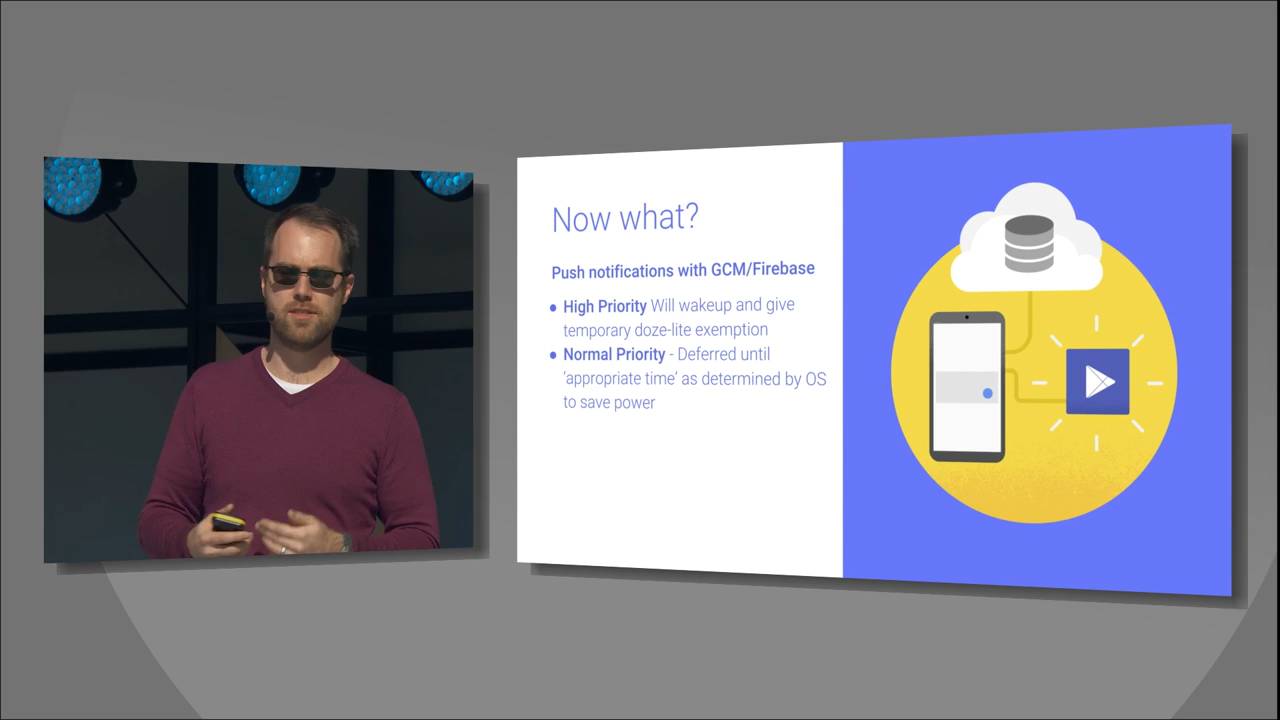 Now what?
Push notifications with GCM/Firebase
● High Priority Will wakeup and give
temporary doze-lite exemption
● Normal Priority - Deferred until
‘appropriate time’ as determined by OS
to save power